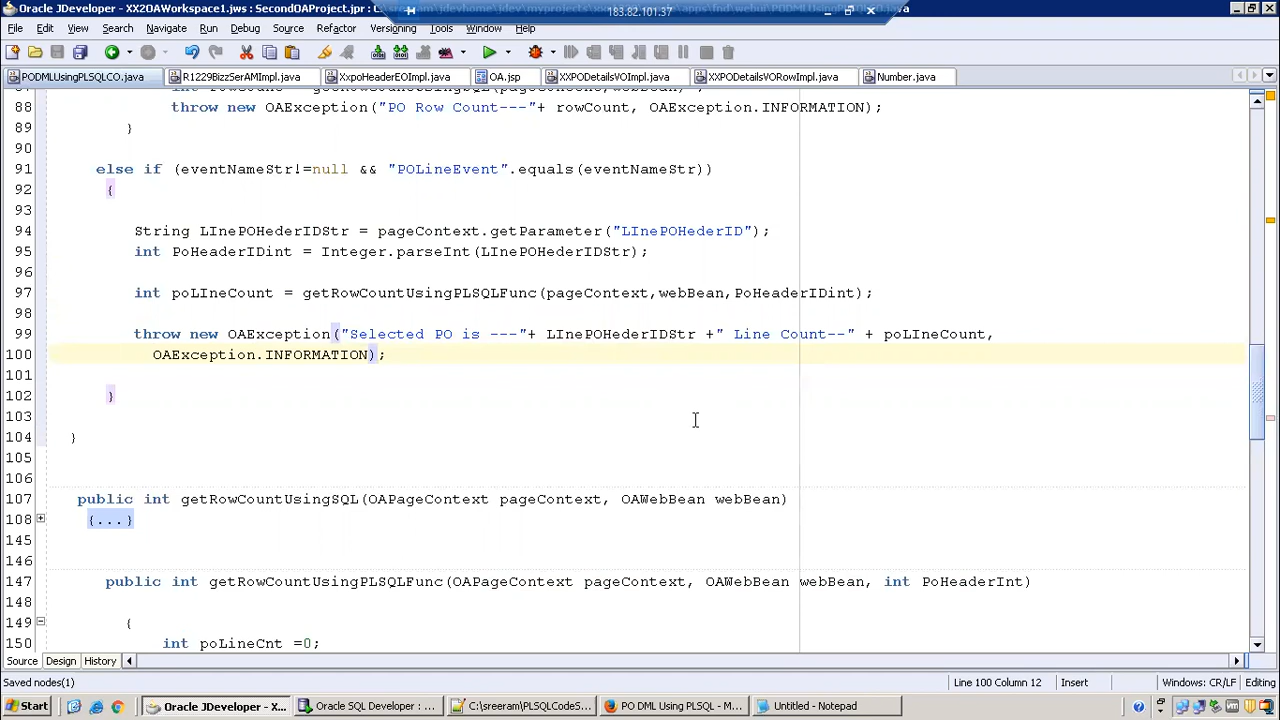 Oracle JDeveloper - XX2OAWorkspace1.jws : SecondOAProject.jpr :
183.82.101.37
File Edit View Search Navigate Run Debug Source Refactor Versioning Tools Window Help
PODMLUsingPLSQLCO.java R1229BizzSerAMImpl.java XxpoHeaderEOImpl.java OA.jsp XXPODetailsVOImpl.java XXPODetailsVORowImpl.java Number.java
88 throw new OAException("PO Row Count---"+ rowCount, OAException.INFORMATION);
89 }
90
91 else if (eventNameStr!=null && "POLineEvent".equals(eventNameStr))
92 {
93
94 String LInePOHederIDStr = pageContext.getParameter("LInePOHederID");
95 int PoHeaderIDint = Integer.parseInt(LInePOHederIDStr);
96
97 int poLIneCount = getRowCountUsingPLSQLFunc(pageContext,webBean,PoHeaderIDint);
98
99 throw new OAException("Selected PO is ---"+ LInePOHederIDStr +" Line Count--" + poLIneCount,
100 OAException.INFORMATION);
101
102 }
103
104 }
105
106
107 public int getRowCountUsingSQL(OAPageContext pageContext, OAWebBean webBean)
108 {...}
145
146
147 public int getRowCountUsingPLSQLFunc(OAPageContext pageContext, OAWebBean webBean, int PoHeaderInt)
148
149 {
150 int poLineCnt =0;
Source Design History
Saved nodes(1) Line 100 Column 12 Insert Windows: CR/LF Editing
Start Oracle JDeveloper - X... Oracle SQL Developer : ... C:\sreeram\PLSQLCodeS... PO DML Using PLSQL - M... Untitled - Notepad